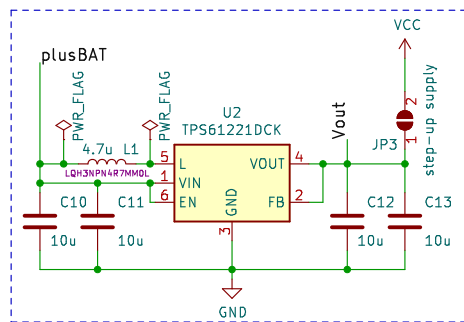 plusBAT
PWR_FLAG
PWR_FLAG
4.7u L1
LQH3NPN4R7MM0L
U2
TPS61221DCK
5 L
1 VIN
6 EN
VOUT 4
FB 2
GND
3
Vout
VCC
2
JP3
1
step-up supply
C10
10u
C11
10u
C12
10u
C13
10u
GND